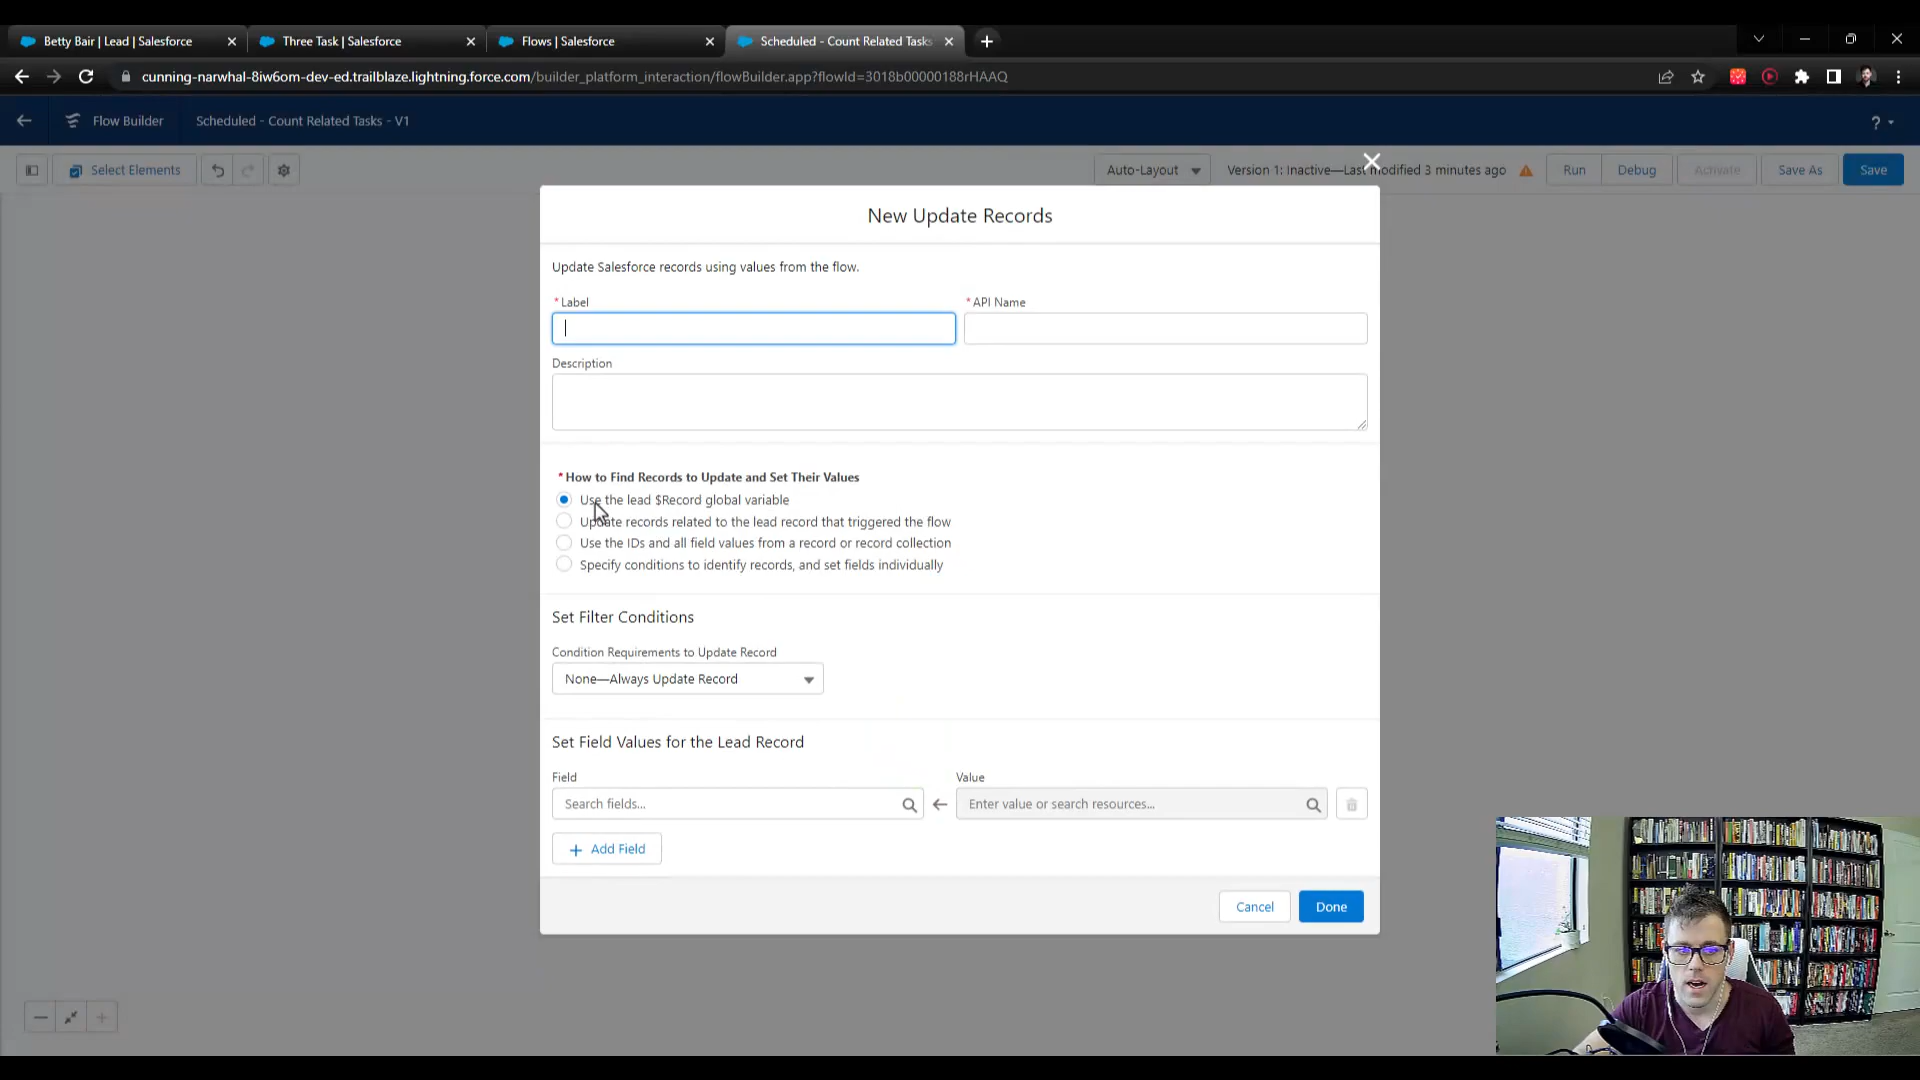 Betty Bair | Lead | Salesforce
Three Task | Salesforce
Flows | Salesforce
Scheduled - Count Related Tasks
cunning-narwhal-8iw6om-dev-ed.trailblaze.lightning.force.com/builder_platform_interaction/flowBuilder.app?flowId=3018b00000188rHAAQ
Flow Builder
Scheduled - Count Related Tasks - V1
?
Select Elements
Auto-Layout
Version 1: Inactive—Last modified 3 minutes ago
Run
Debug
Activate
Save As
Save
New Update Records
Update Salesforce records using values from the flow.
* Label
* API Name
Description
* How to Find Records to Update and Set Their Values
Use the lead $Record global variable
Update records related to the lead record that triggered the flow
Use the IDs and all field values from a record or record collection
Specify conditions to identify records, and set fields individually
Set Filter Conditions
Condition Requirements to Update Record
None—Always Update Record
Set Field Values for the Lead Record
Field
Value
Search fields...
Enter value or search resources...
+ Add Field
Cancel
Done